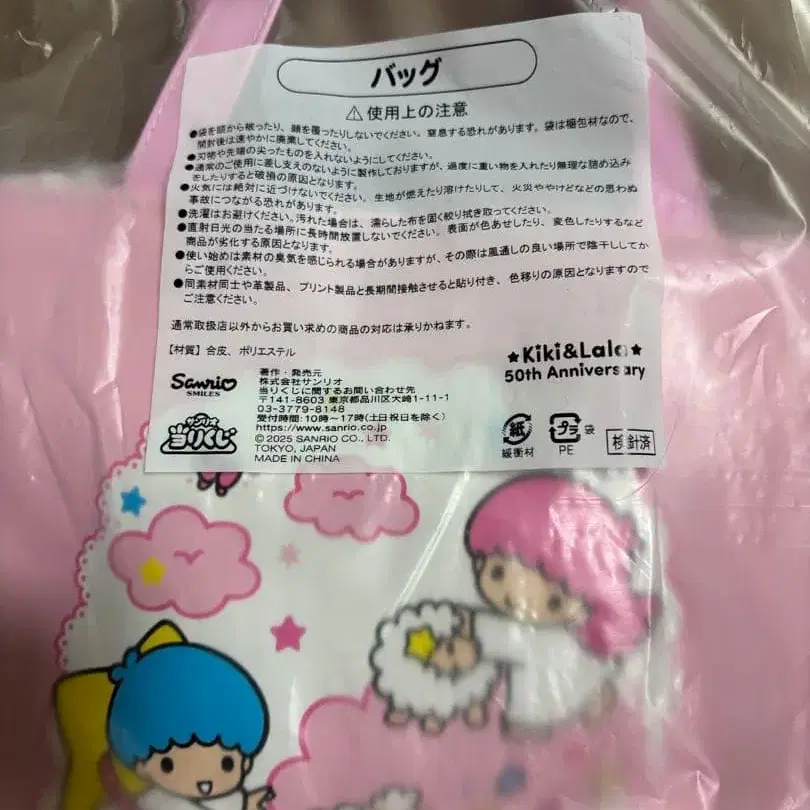 バッグ
⚠使用上の注意
●袋を頭から被ったり、顔を覆ったりしないでください。窒息する恐れがあります。袋は梱包材なので、
開封後は速やかに廃棄してください。
●刃物や先端の尖ったものを入れないようにしてください。
●通常のご使用に差し支えのないように製作しておりますが、過度に重い物を入れたり無理な詰め込み
をしたりすると破損の原因となります。
●火気には絶対に近づけないでください。生地が燃えたり溶けたりして、火災ややけどなどの思わぬ
事故につながる恐れがあります。
●洗濯はお避けください。汚れた場合は、濡らした布を固く絞り拭き取ってください。
●直射日光の当たる場所に長時間放置しないでください。表面が色あせしたり、変色したりするなど
商品が劣化する原因となります。
●使い始めは素材の臭気を感じられる場合がありますが、その際は風通しの良い場所で陰干ししてか
らご使用ください。
●同素材同士や革製品、プリント製品と長期間接触させると貼り付き、色移りの原因となりますので
ご注意ください。
通常取扱店以外からお買い求めの商品の対応は承りかねます。
【材質】合皮、ポリエステル
★Kiki&Lala★
50th Anniversary
Sanrio
SMILES
サンリオ
当りくじ
著作・発売元
株式会社サンリオ
当りくじに関するお問い合わせ先
〒141-8603 東京都品川区大崎1-11-1
03-3779-8148
受付時間:10時～17時(土日祝日を除く)
https://www.sanrio.co.jp
© 2025 SANRIO CO., LTD.
TOKYO, JAPAN
MADE IN CHINA
紙
緩衝材
プラ
袋
PE
検針済